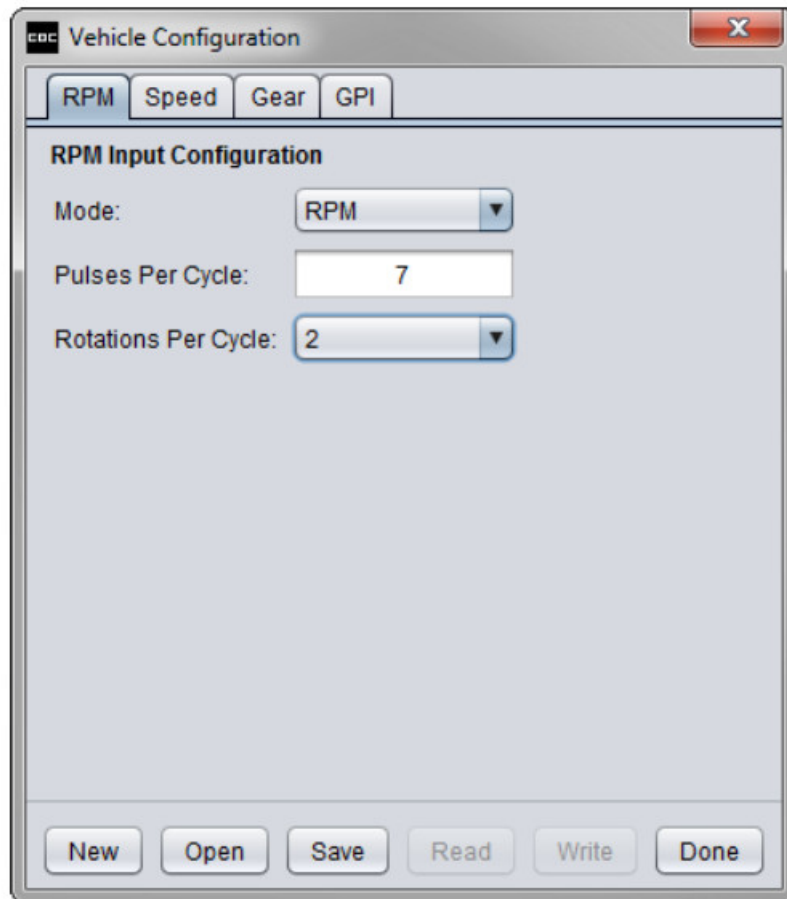 CDC Vehicle Configuration
X
RPM Speed Gear GPI
RPM Input Configuration
Mode: RPM
Pulses Per Cycle: 7
Rotations Per Cycle: 2
New Open Save Read Write Done